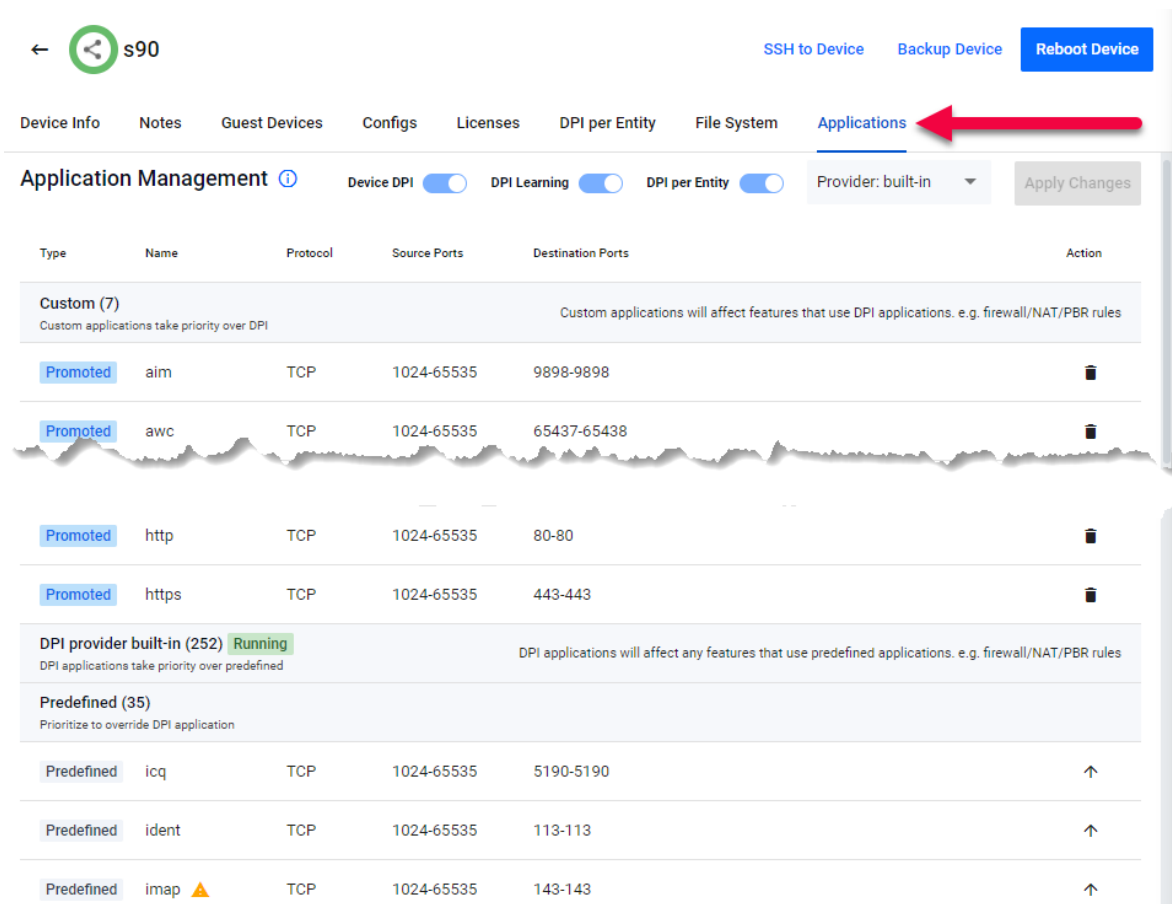 s90
SSH to Device Backup Device Reboot Device
Device Info Notes Guest Devices Configs Licenses DPI per Entity File System Applications
Application Management Device DPI DPI Learning DPI per Entity Provider: built-in Apply Changes
Type Name Protocol Source Ports Destination Ports Action
Custom (7)
Custom applications take priority over DPI Custom applications will affect features that use DPI applications. e.g. firewall/NAT/PBR rules
Promoted aim TCP 1024-65535 9898-9898
Promoted awc TCP 1024-65535 65437-65438
Promoted http TCP 1024-65535 80-80
Promoted https TCP 1024-65535 443-443
DPI provider built-in (252) Running
DPI applications take priority over predefined DPI applications will affect any features that use predefined applications. e.g. firewall/NAT/PBR rules
Predefined (35)
Prioritize to override DPI application
Predefined icq TCP 1024-65535 5190-5190
Predefined ident TCP 1024-65535 113-113
Predefined imap TCP 1024-65535 143-143